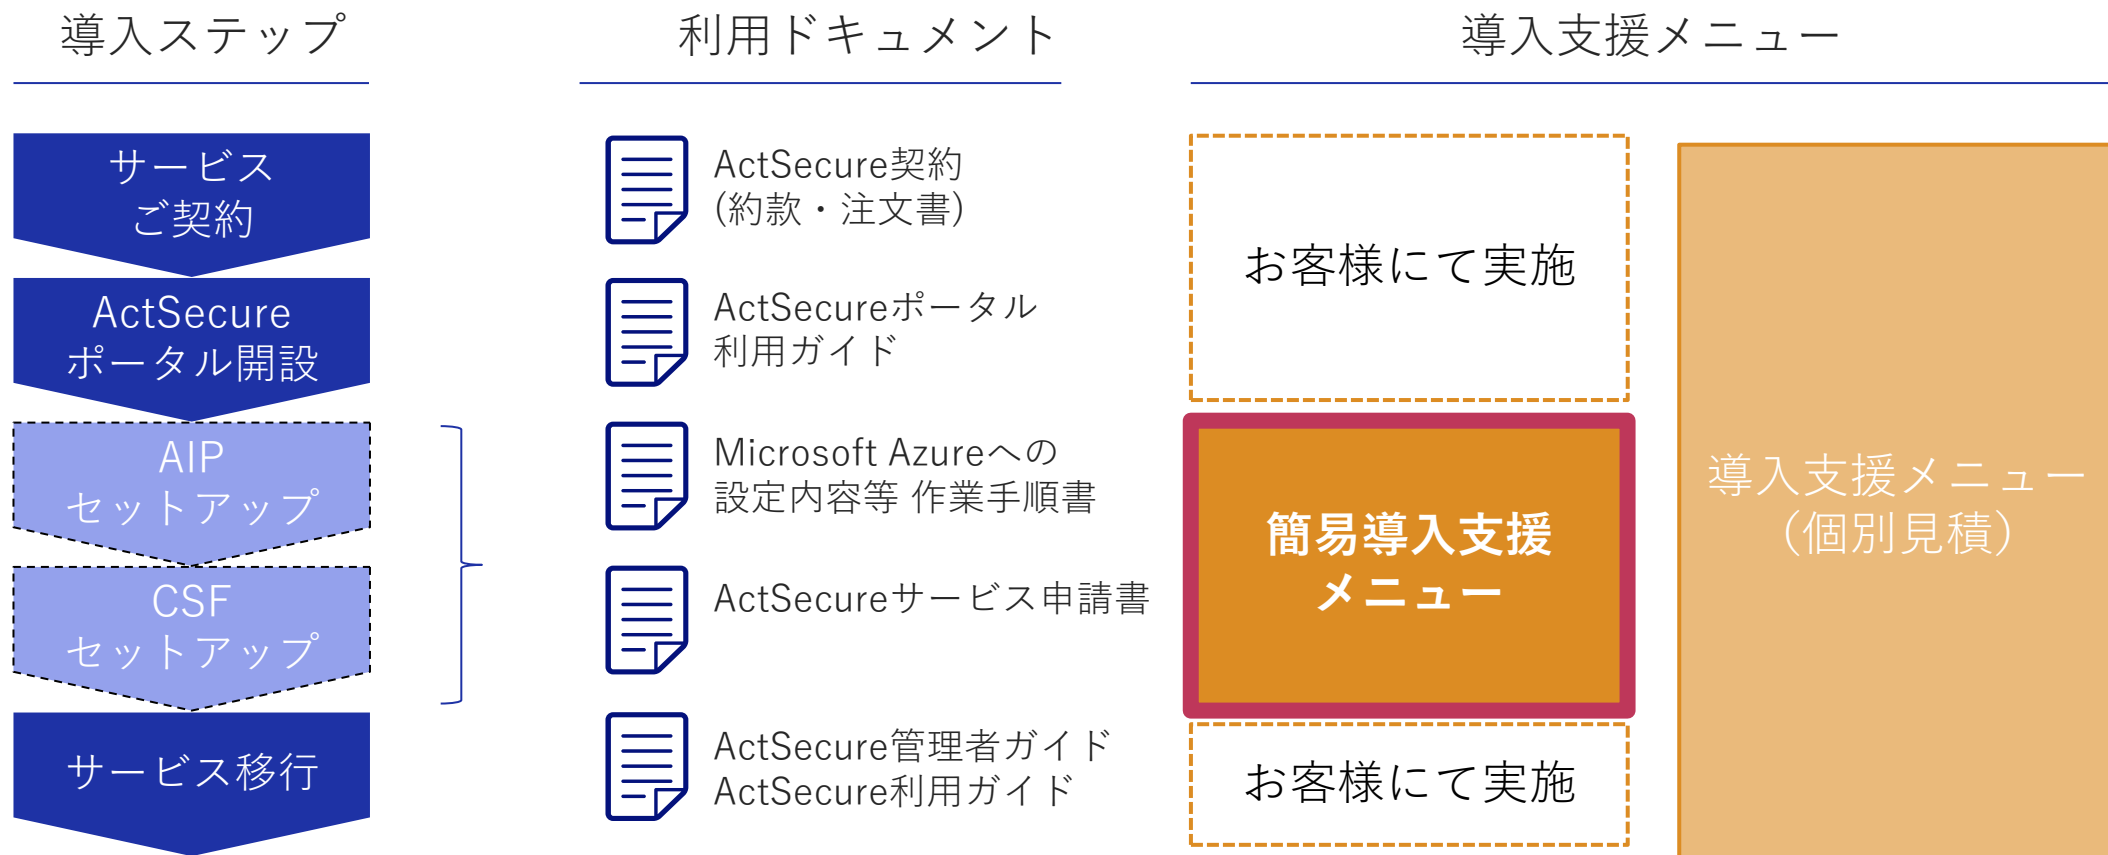 導入ステップ
利用ドキュメント
導入支援メニュー
サービス
ご契約
ActSecure
ポータル開設
AIP
セットアップ
CSF
セットアップ
サービス移行
ActSecure契約
(約款・注文書)
ActSecureポータル
利用ガイド
Microsoft Azureへの
設定内容等 作業手順書
ActSecureサービス申請書
ActSecure管理者ガイド
ActSecure利用ガイド
お客様にて実施
簡易導入支援
メニュー
お客様にて実施
導入支援メニュー
(個別見積)